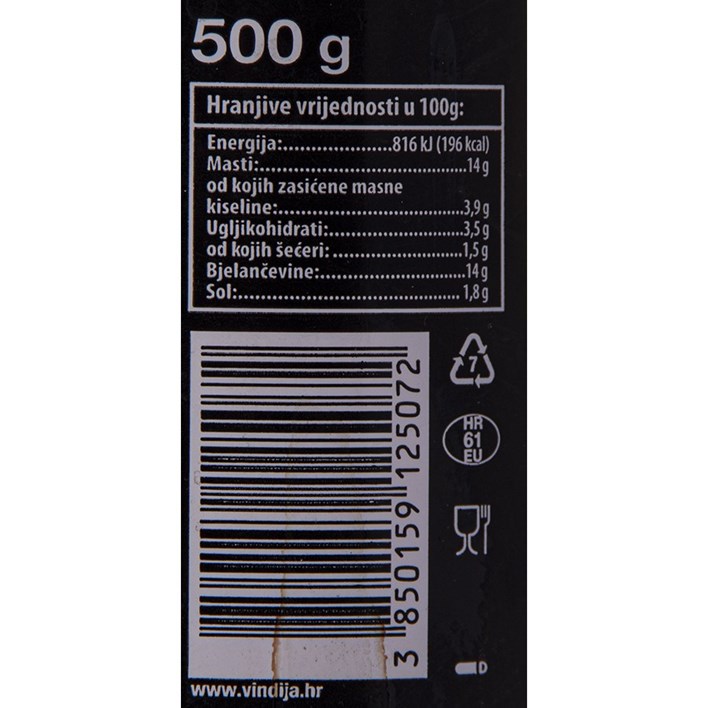 500 g
Hranjive vrijednosti u 100g:
Energija:......................816 kJ (196 kcal)
Masti:..........................................14 g
od kojih zasićene masne
kiseline:.....................................3,9 g
Ugljikohidrati:...........................3,5 g
od kojih šećeri: ..........................1,5 g
Bjelančevine:.............................14 g
Sol:............................................ 1,8 g
7
HR
61
EU
3 850159 125072
D
www.vindija.hr